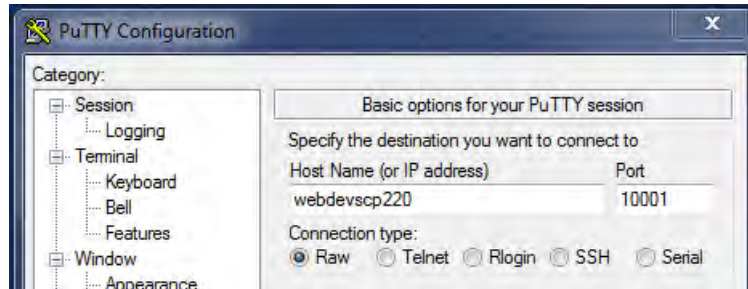 PuTTY Configuration
X
Category:
Session
Logging
Terminal
Keyboard
Bell
Features
Window
Appearance
Basic options for your PuTTY session
Specify the destination you want to connect to
Host Name (or IP address) Port
webdevscp220 10001
Connection type:
Raw Telnet Rlogin SSH Serial